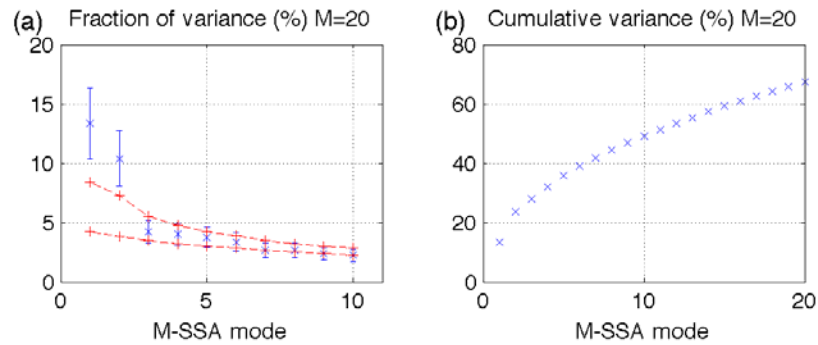 (a) Fraction of variance (%) M=20
20
15
10
5
0
0 5 10
M-SSA mode
(b) Cumulative variance (%) M=20
80
60
40
20
0
0 10 20
M-SSA mode